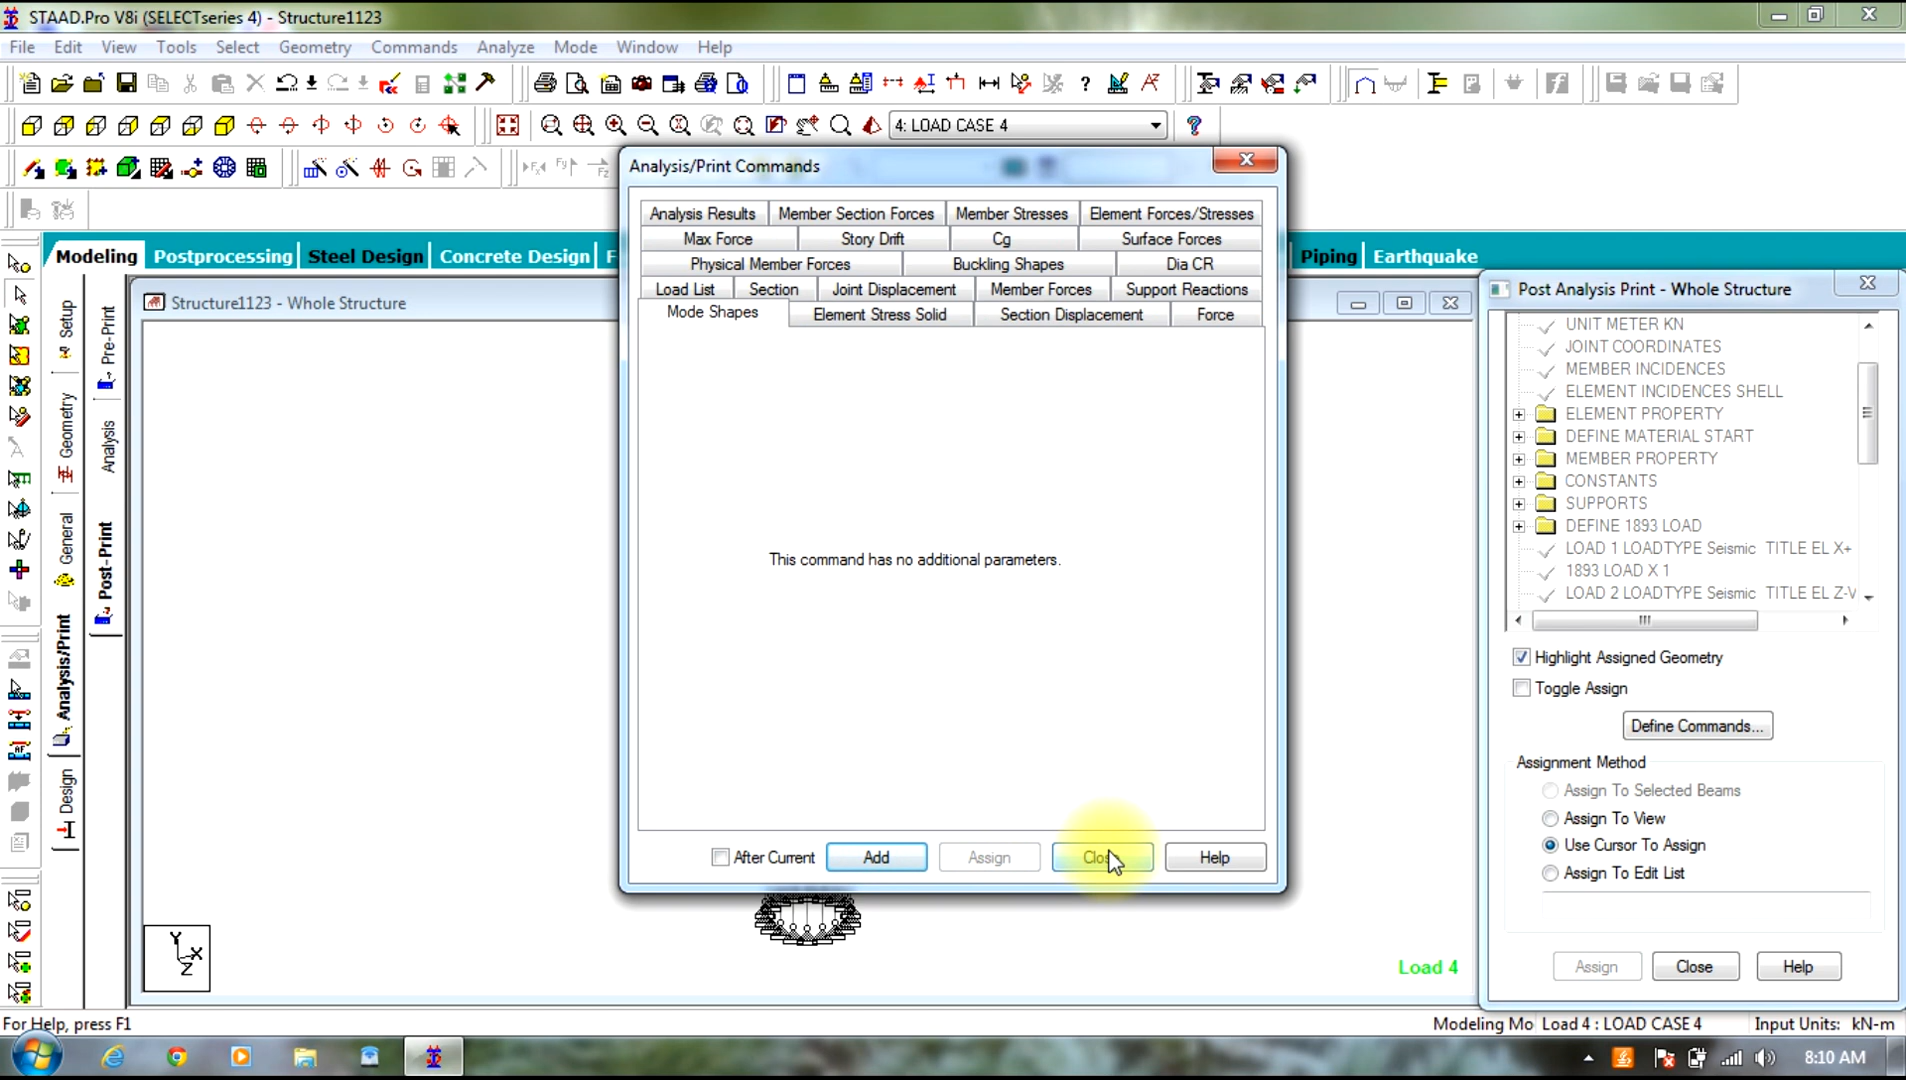 STAAD.Pro V8i (SELECTseries 4) - Structure1123
File Edit View Tools Select Geometry Commands Analyze Mode Window Help
4: LOAD CASE 4
Modeling Postprocessing Steel Design Concrete Design F Piping Earthquake
Structure1123 - Whole Structure
Setup
Geometry
General
Analysis/Print
Design
Pre-Print
Analysis
Post-Print
Analysis/Print Commands
Analysis Results Member Section Forces Member Stresses Element Forces/Stresses
Max Force Story Drift Cg Surface Forces
Physical Member Forces Buckling Shapes Dia CR
Load List Section Joint Displacement Member Forces Support Reactions
Mode Shapes Element Stress Solid Section Displacement Force
This command has no additional parameters.
After Current Add Assign Clos Help
Y
X
Z
Load 4
Post Analysis Print - Whole Structure
UNIT METER KN
JOINT COORDINATES
MEMBER INCIDENCES
ELEMENT INCIDENCES SHELL
ELEMENT PROPERTY
DEFINE MATERIAL START
MEMBER PROPERTY
CONSTANTS
SUPPORTS
DEFINE 1893 LOAD
LOAD 1 LOADTYPE Seismic TITLE EL X+
1893 LOAD X 1
LOAD 2 LOADTYPE Seismic TITLE EL Z-V
Highlight Assigned Geometry
Toggle Assign
Define Commands...
Assignment Method
Assign To Selected Beams
Assign To View
Use Cursor To Assign
Assign To Edit List
Assign Close Help
For Help, press F1
Modeling Mo Load 4 : LOAD CASE 4 Input Units: kN-m
8:10 AM